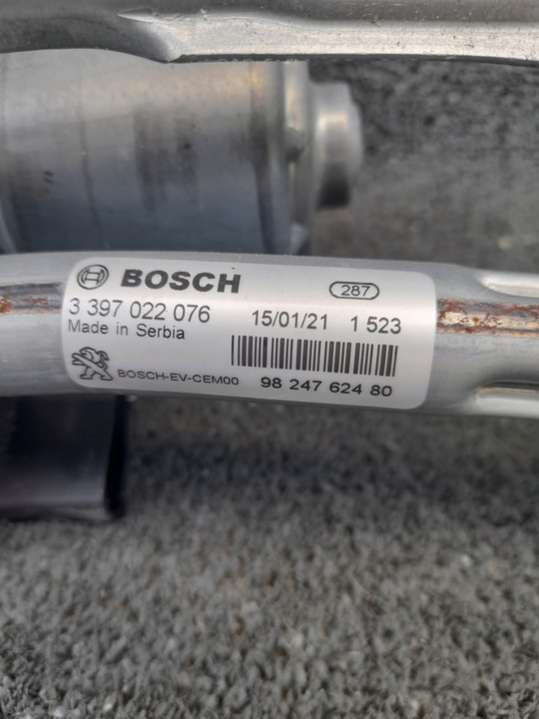 BOSCH
287
3 397 022 076
15/01/21 1 523
Made in Serbia
BOSCH-EV-CEM00
98 247 624 80